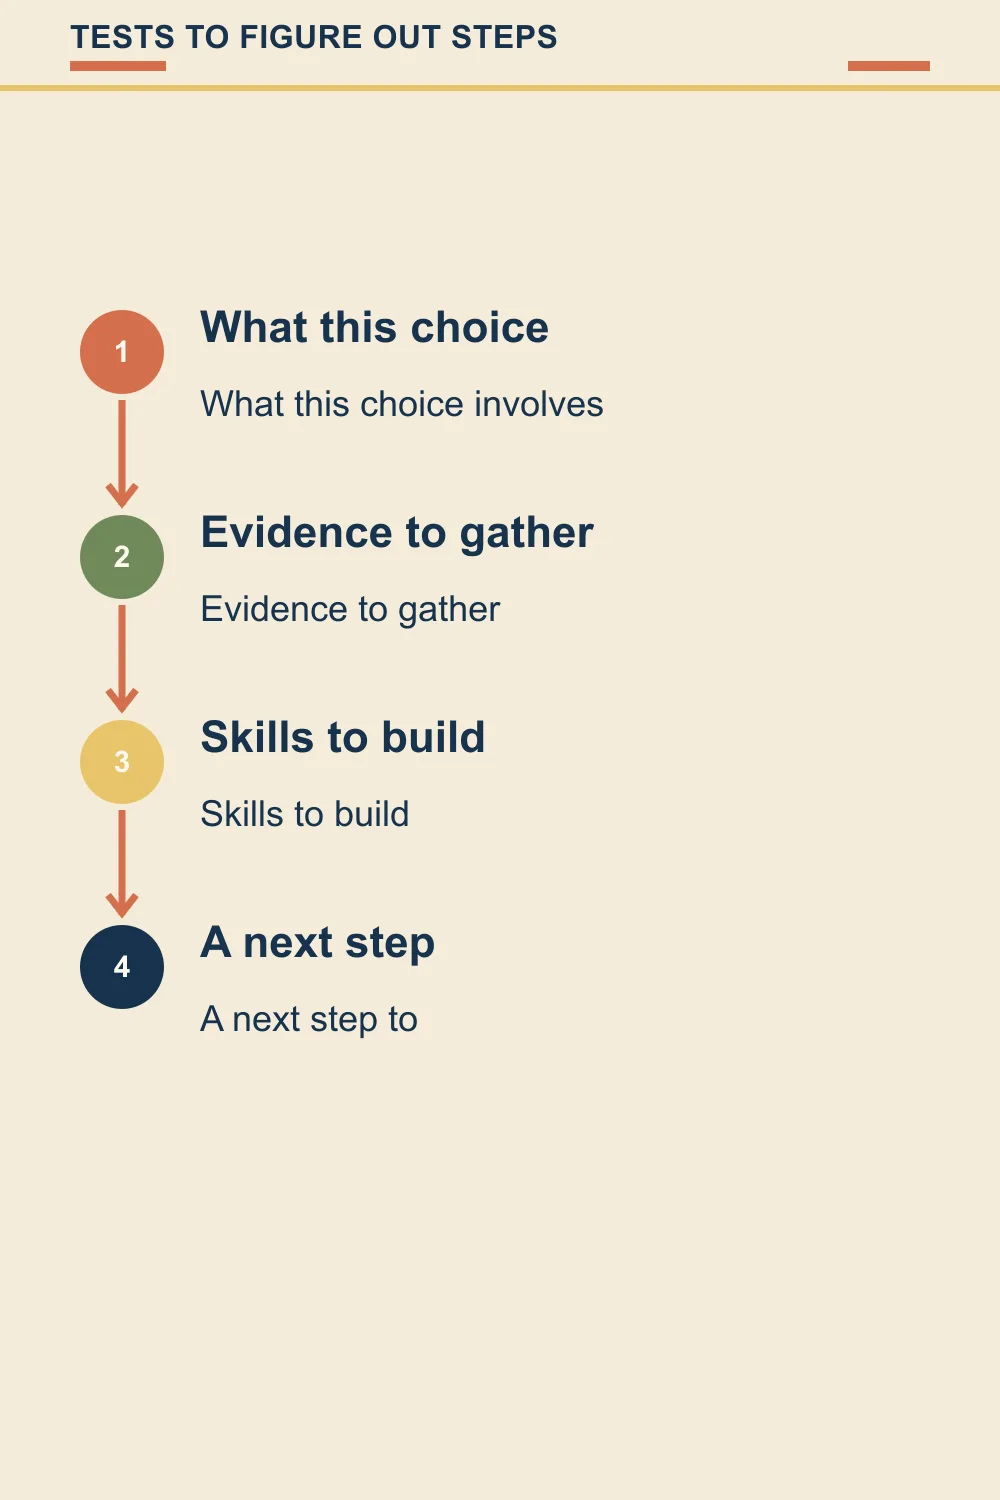 TESTS TO FIGURE OUT STEPS
1
What this choice
What this choice involves
2
Evidence to gather
Evidence to gather
3
Skills to build
Skills to build
4
A next step
A next step to